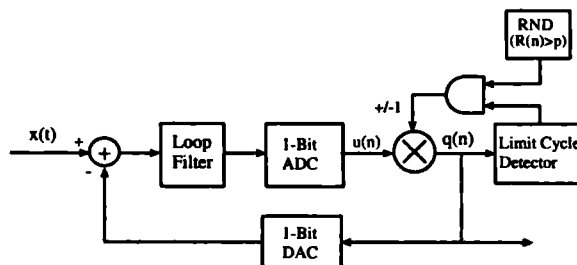 RND
(R(n)>p)
+/-1
x(t)
+
+
-
Loop
Filter
1-Bit
ADC
u(n)
q(n)
Limit Cycle
Detector
1-Bit
DAC